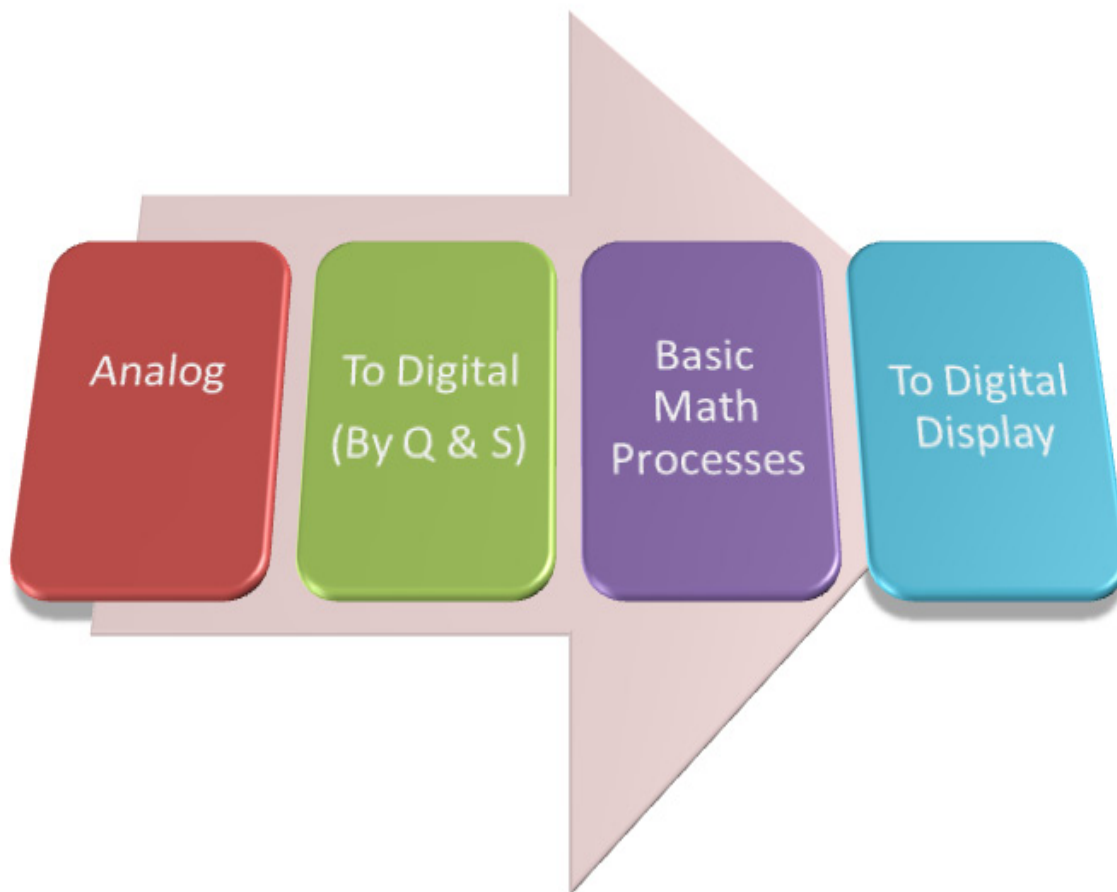 Analog
To Digital
(By Q & S)
Basic
Math
Processes
To Digital
Display